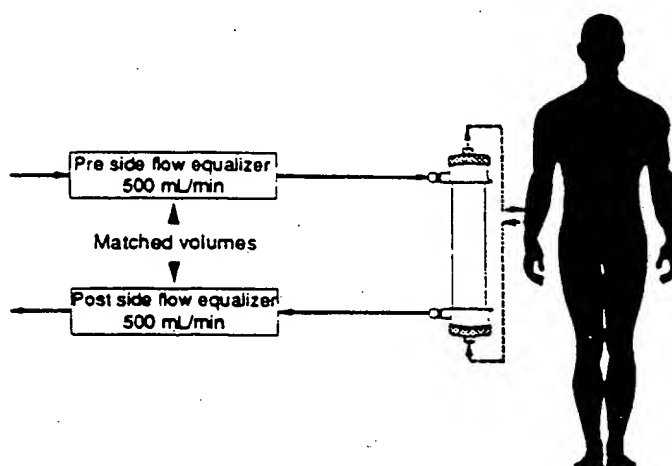 Pre side flow equalizer
500 mL/min
Matched volumes
Post side flow equalizer
500 mL/min